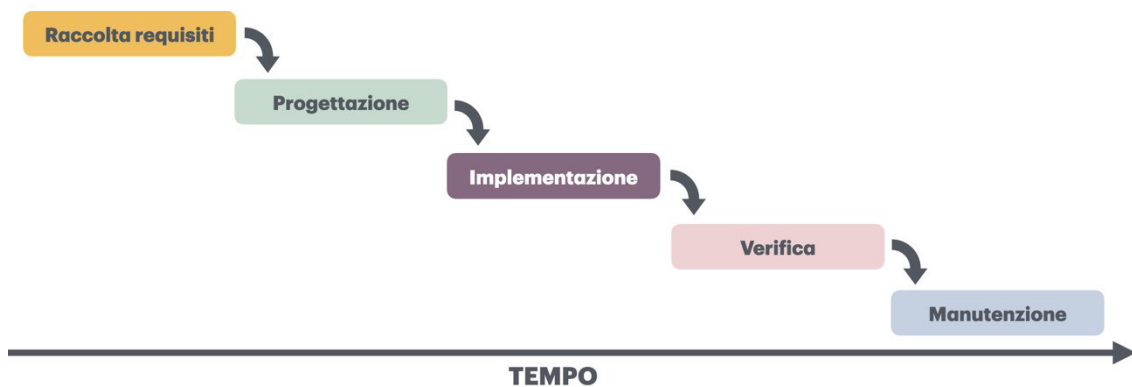 Raccolta requisiti
Progettazione
Implementazione
Verifica
Manutenzione
TEMPO